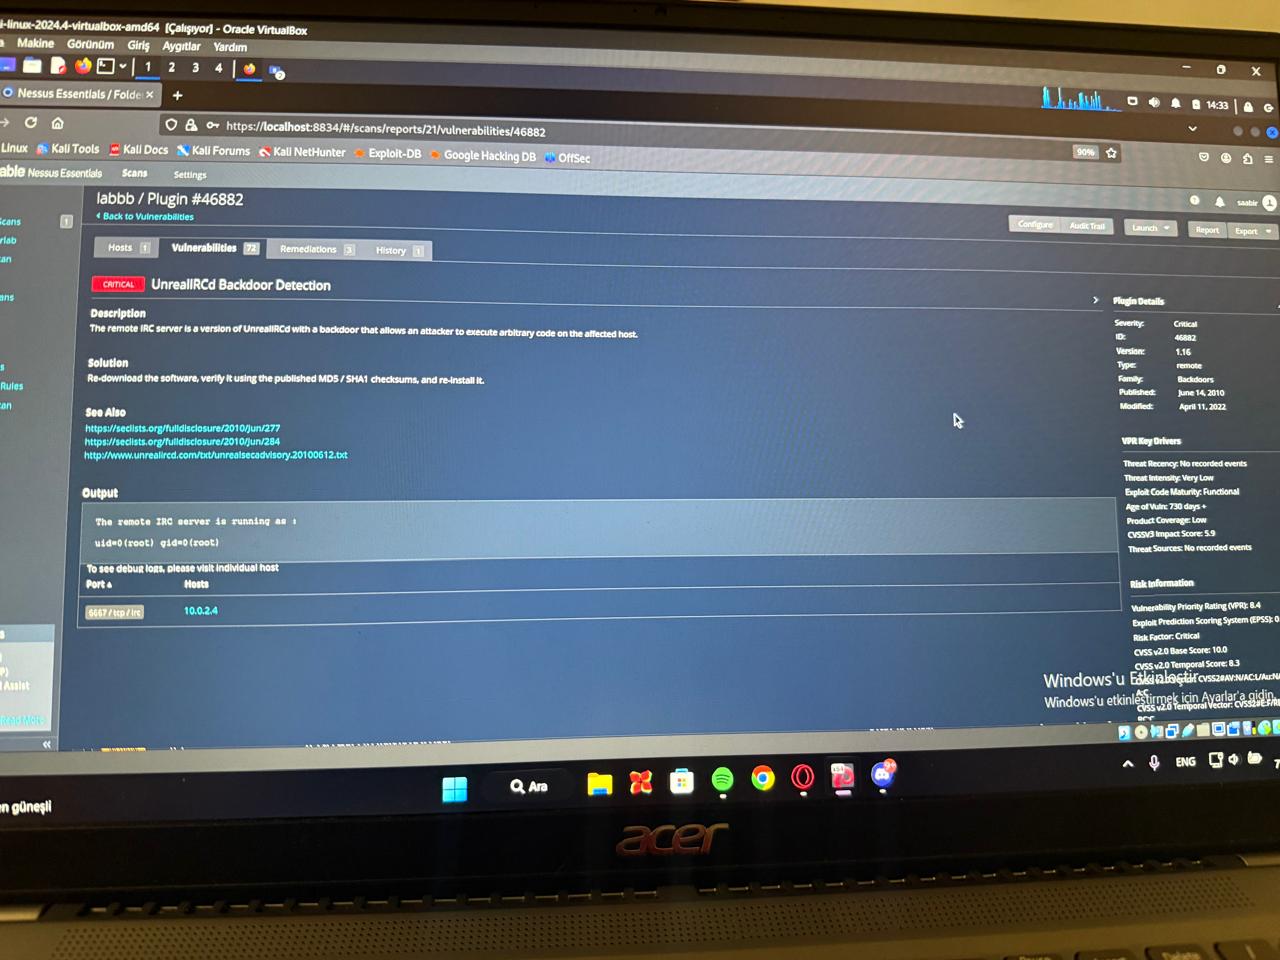 i-linux-2024.4-virtualbox-amd64 [Çalışıyor] - Oracle VirtualBox
Makine Görünüm Giriş Aygıtlar Yardım
1 2 3 4
14:33
Nessus Essentials / Folde
https://localhost:8834/#/scans/reports/21/vulnerabilities/46882
90%
Linux Kali Tools Kali Docs Kali Forums Kali NetHunter Exploit-DB Google Hacking DB OffSec
able Nessus Essentials Scans Settings
saabir 1
labbb / Plugin #46882
Back to Vulnerabilities
Configure Audit Trail Launch Report Export
Hosts 1 Vulnerabilities 72 Remediations 3 History 1
cans 1
rlab
an
ans
s
Rules
an
CRITICAL UnrealIRCd Backdoor Detection
Description
The remote IRC server is a version of UnrealIRCd with a backdoor that allows an attacker to execute arbitrary code on the affected host.
Solution
Re-download the software, verify it using the published MD5 / SHA1 checksums, and re-install it.
See Also
https://seclists.org/fulldisclosure/2010/Jun/277
https://seclists.org/fulldisclosure/2010/Jun/284
http://www.unrealircd.com/txt/unrealsecadvisory.20100612.txt
Output
The remote IRC server is running as :
uid=0(root) gid=0(root)
To see debug logs, please visit individual host
Port Hosts
6667 / tcp / irc 10.0.2.4
Plugin Details
Severity: Critical
ID: 46882
Version: 1.16
Type: remote
Family: Backdoors
Published: June 14, 2010
Modified: April 11, 2022
VPR Key Drivers
Threat Recency: No recorded events
Threat Intensity: Very Low
Exploit Code Maturity: Functional
Age of Vuln: 730 days +
Product Coverage: Low
CVSSV3 Impact Score: 5.9
Threat Sources: No recorded events
Risk Information
Vulnerability Priority Rating (VPR): 8.4
Exploit Prediction Scoring System (EPSS): 0.
Risk Factor: Critical
CVSS v2.0 Base Score: 10.0
CVSS v2.0 Temporal Score: 8.3
CVSS2#AV:N/AC:L/Au:N/
A:C
CVSS v2.0 Temporal Vector: CVSS2#E:F/RL
RC:C
Windows'u Etkinleştir
Windows'u etkinleştirmek için Ayarlar'a gidin.
P)
l Assist
Read More
Ara
ENG
en güneşli
acer